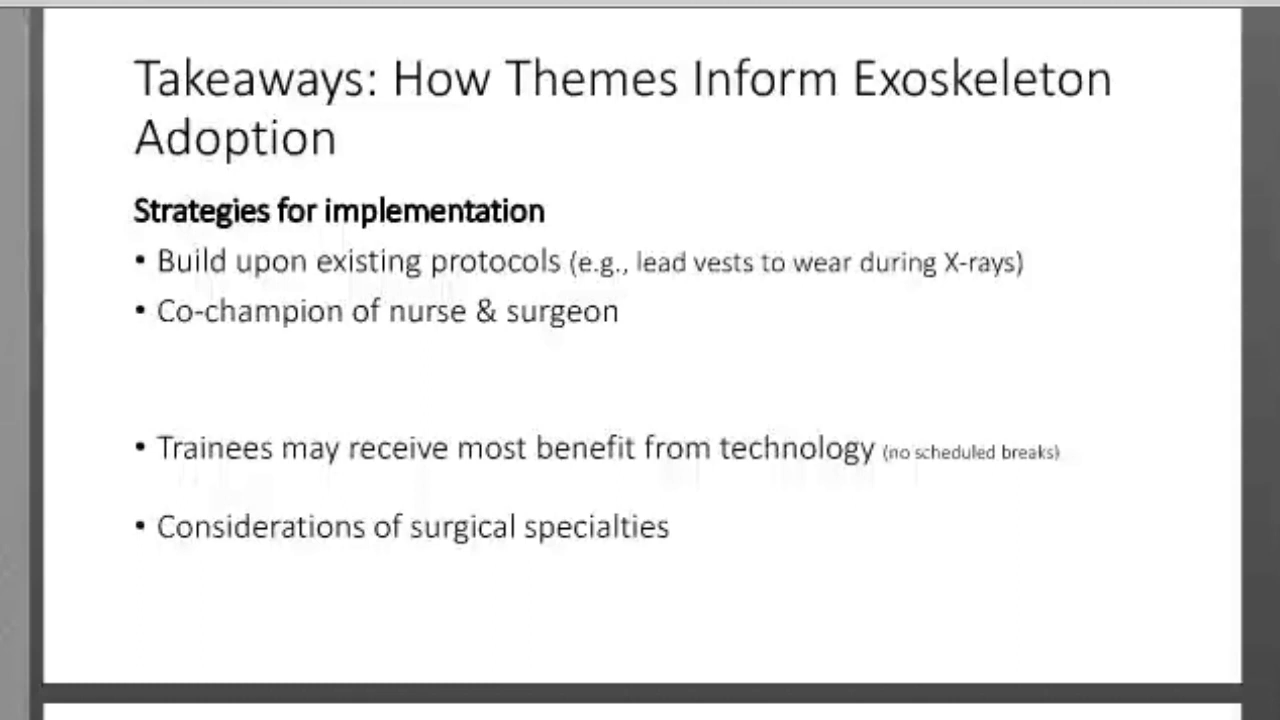 Takeaways: How Themes Inform Exoskeleton
Adoption
Strategies for implementation
• Build upon existing protocols (e.g., lead vests to wear during X-rays)
• Co-champion of nurse & surgeon
• Trainees may receive most benefit from technology (no scheduled breaks)
• Considerations of surgical specialties